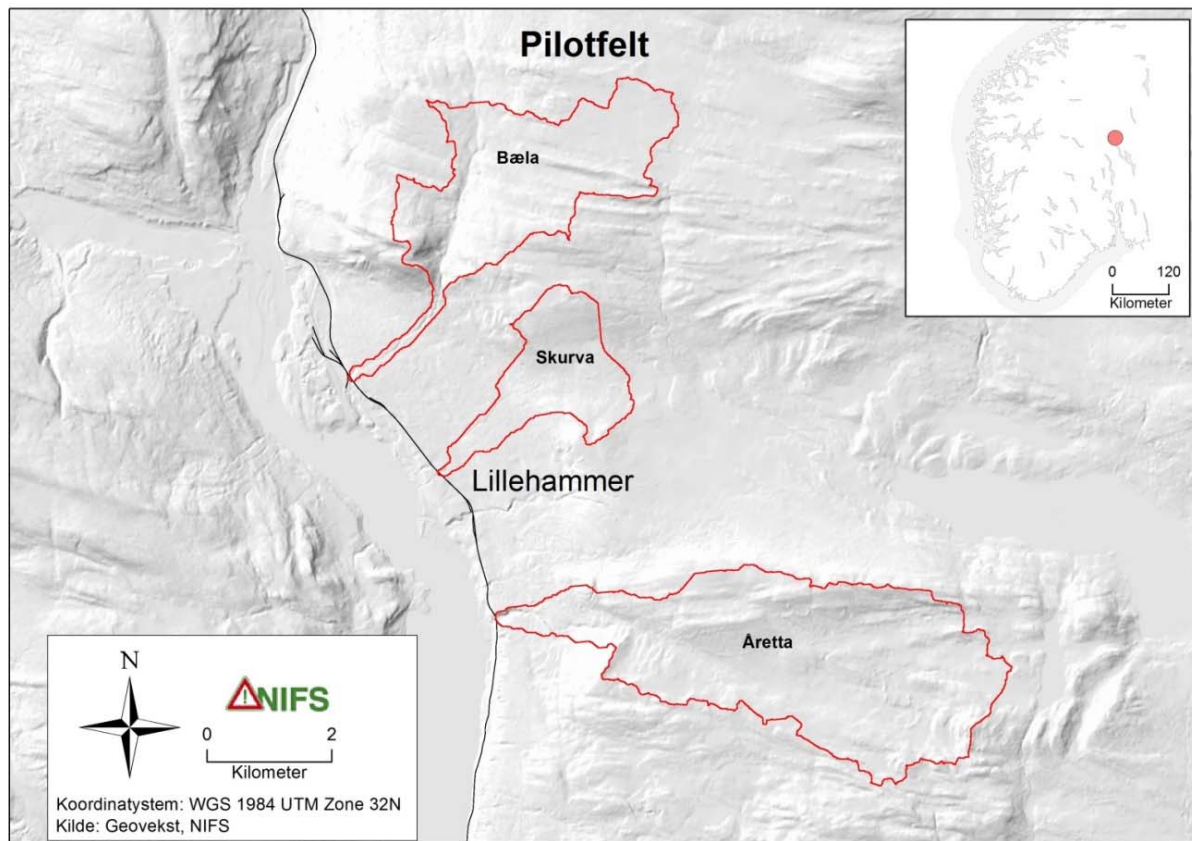 Pilotfelt
Bæla
Skurva
Lillehammer
Åretta
0 120
Kilometer
N
NIFS
0 2
Kilometer
Koordinatystem: WGS 1984 UTM Zone 32N
Kilde: Geovekst, NIFS